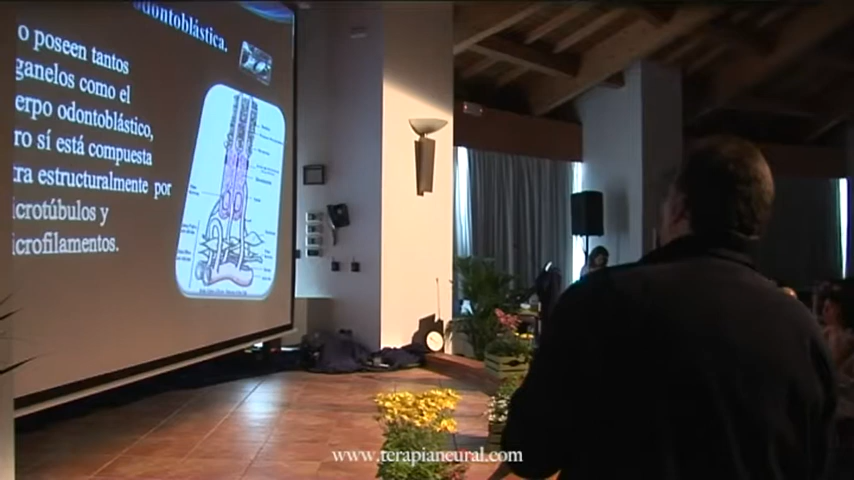 odontoblástica.
o poseen tantos
ganelos como el
erpo odontoblástico,
ro sí está compuesta
ra estructuralmente por
icrotúbulos y
icrofilamentos.
www.terapianeural.com